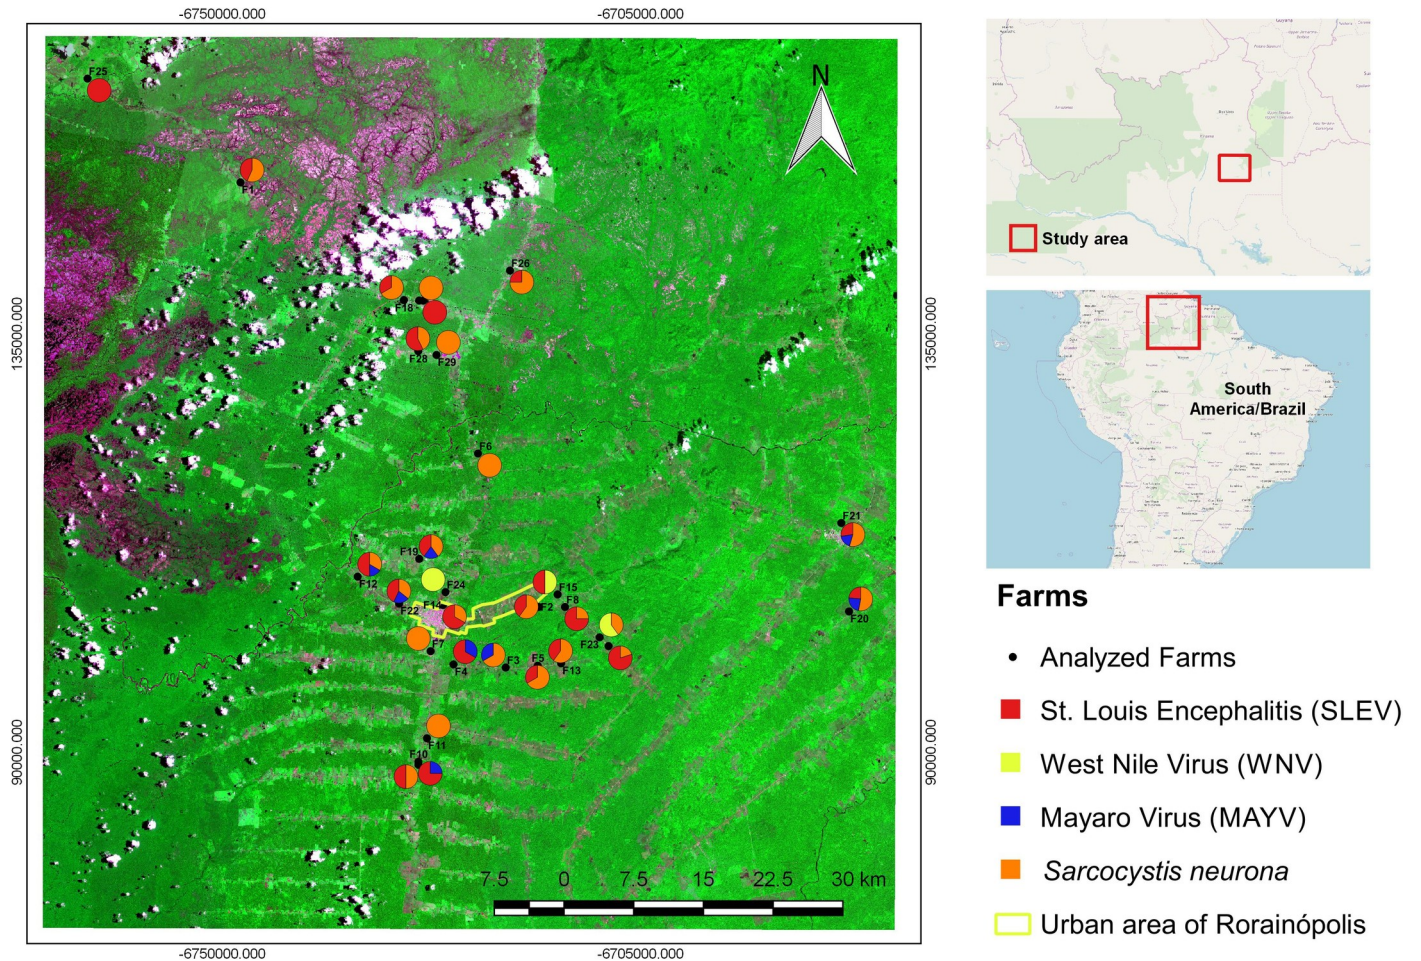 -6750000.000
-6705000.000
N
F25
F1
F26
F18
F28
F29
F6
F21
F19
F12
F24
F15
F22
F14
F2
F8
F20
F7
F23
F4
F3
F5
F13
F11
F10
135000.000
135000.000
90000.000
90000.000
7.5 0 7.5 15 22.5 30 km
-6750000.000
-6705000.000
Study area
South
America/Brazil
Farms
Analyzed Farms
St. Louis Encephalitis (SLEV)
West Nile Virus (WNV)
Mayaro Virus (MAYV)
Sarcocystis neurona
Urban area of Rorainópolis